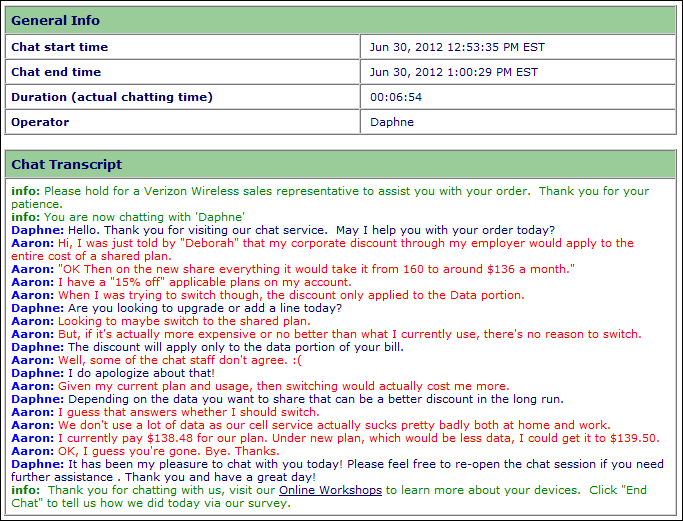 General Info
Chat start time Jun 30, 2012 12:53:35 PM EST
Chat end time Jun 30, 2012 1:00:29 PM EST
Duration (actual chatting time) 00:06:54
Operator Daphne
Chat Transcript
info: Please hold for a Verizon Wireless sales representative to assist you with your order.  Thank you for your
patience.
info: You are now chatting with 'Daphne'
Daphne: Hello. Thank you for visiting our chat service.  May I help you with your order today?
Aaron: Hi, I was just told by "Deborah" that my corporate discount through my employer would apply to the
entire cost of a shared plan.
Aaron: "OK Then on the new share everything it would take it from 160 to around $136 a month."
Aaron: I have a "15% off" applicable plans on my account.
Aaron: When I was trying to switch though, the discount only applied to the Data portion.
Daphne: Are you looking to upgrade or add a line today?
Aaron: Looking to maybe switch to the shared plan.
Aaron: But, if it's actually more expensive or no better than what I currently use, there's no reason to switch.
Daphne: The discount will apply only to the data portion of your bill.
Aaron: Well, some of the chat staff don't agree. :(
Daphne: I do apologize about that!
Aaron: Given my current plan and usage, then switching would actually cost me more.
Daphne: Depending on the data you want to share that can be a better discount in the long run.
Aaron: I guess that answers whether I should switch.
Aaron: We don't use a lot of data as our cell service actually sucks pretty badly both at home and work.
Aaron: I currently pay $138.48 for our plan. Under new plan, which would be less data, I could get it to $139.50.
Aaron: OK, I guess you're gone. Bye. Thanks.
Daphne: It has been my pleasure to chat with you today! Please feel free to re-open the chat session if you need
further assistance . Thank you and have a great day!
info:  Thank you for chatting with us, visit our Online Workshops to learn more about your devices.  Click "End
Chat" to tell us how we did today via our survey.